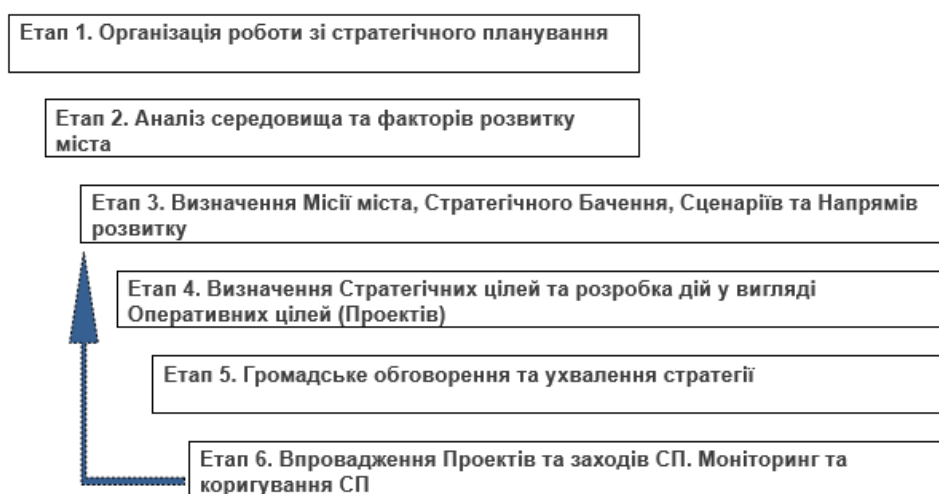 Етап 1. Організація роботи зі стратегічного планування
Етап 2. Аналіз середовища та факторів розвитку
міста
Етап 3. Визначення Місії міста, Стратегічного Бачення, Сценаріїв та Напрямів
розвитку
Етап 4. Визначення Стратегічних цілей та розробка дій у вигляді
Оперативних цілей (Проектів)
Етап 5. Громадське обговорення та ухвалення стратегії
Етап 6. Впровадження Проектів та заходів СП. Моніторинг та
коригування СП